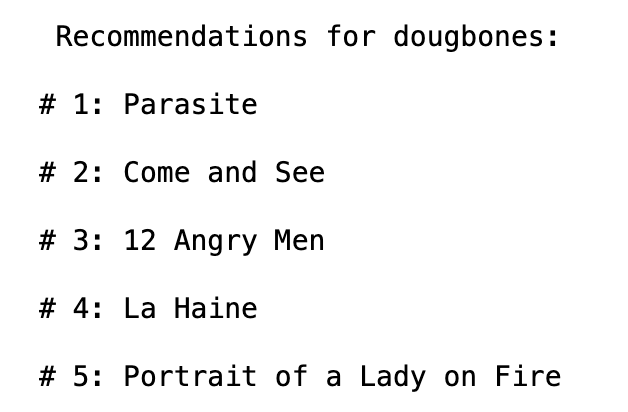 Recommendations for dougbones:
# 1: Parasite
# 2: Come and See
# 3: 12 Angry Men
# 4: La Haine
# 5: Portrait of a Lady on Fire